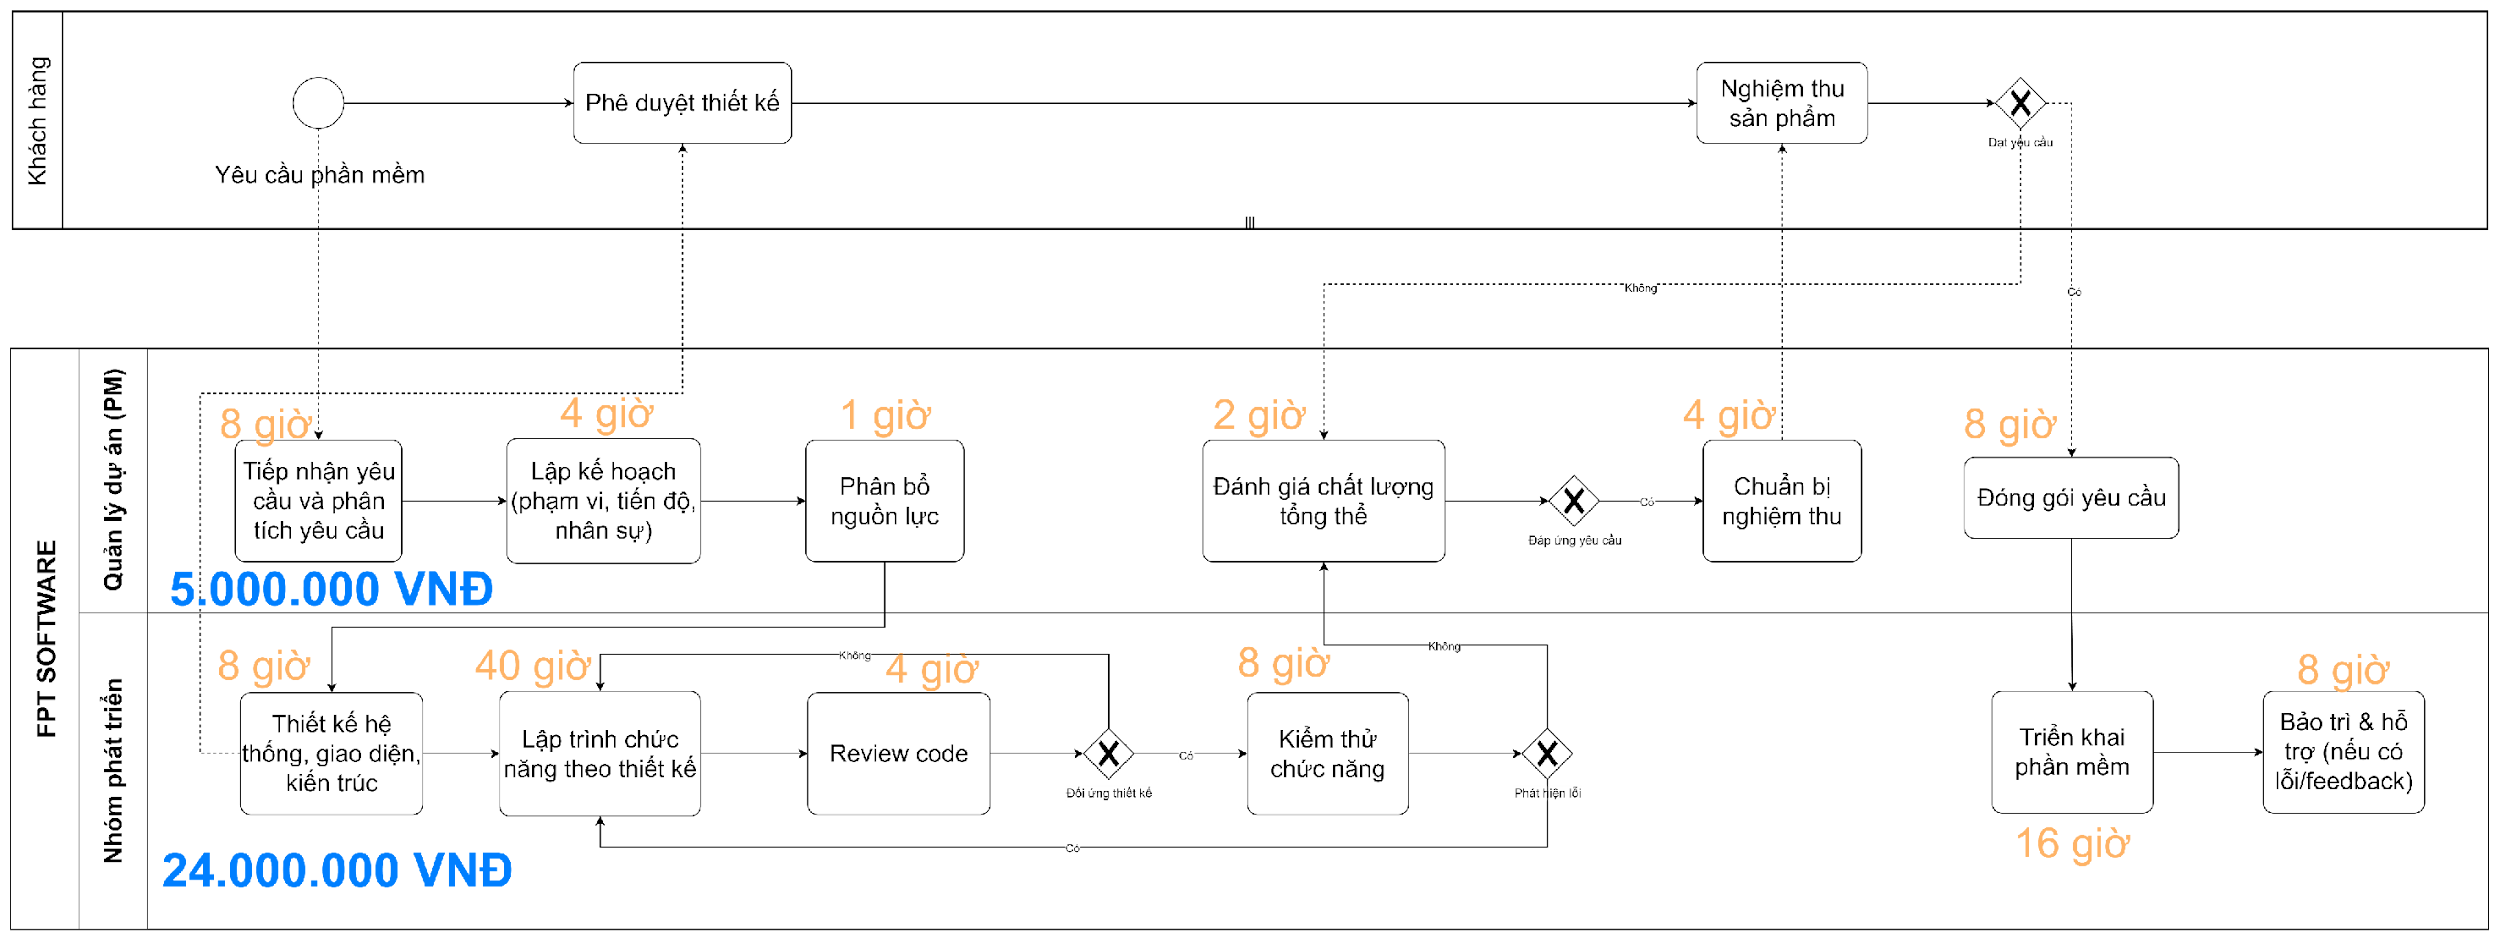 Khách hàng
Phê duyệt thiết kế
Nghiệm thu
sản phẩm
Đạt yêu cầu
Yêu cầu phần mềm
Không
Có
FPT SOFTWARE
Quản lý dự án (PM)
8 giờ
4 giờ
1 giờ
2 giờ
4 giờ
8 giờ
Tiếp nhận yêu
cầu và phân
tích yêu cầu
Lập kế hoạch
(phạm vi, tiến độ,
nhân sự)
Phân bổ
nguồn lực
Đánh giá chất lượng
tổng thể
Đáp ứng yêu cầu
Có
Chuẩn bị
nghiệm thu
Đóng gói yêu cầu
5.000.000 VNĐ
Nhóm phát triển
8 giờ
40 giờ
Không
4 giờ
8 giờ
Không
8 giờ
Thiết kế hệ
thống, giao diện,
kiến trúc
Lập trình chức
năng theo thiết kế
Review code
Đối ứng thiết kế
Có
Kiểm thử
chức năng
Phát hiện lỗi
Có
Triển khai
phần mềm
16 giờ
Bảo trì & hỗ
trợ (nếu có
lỗi/feedback)
24.000.000 VNĐ